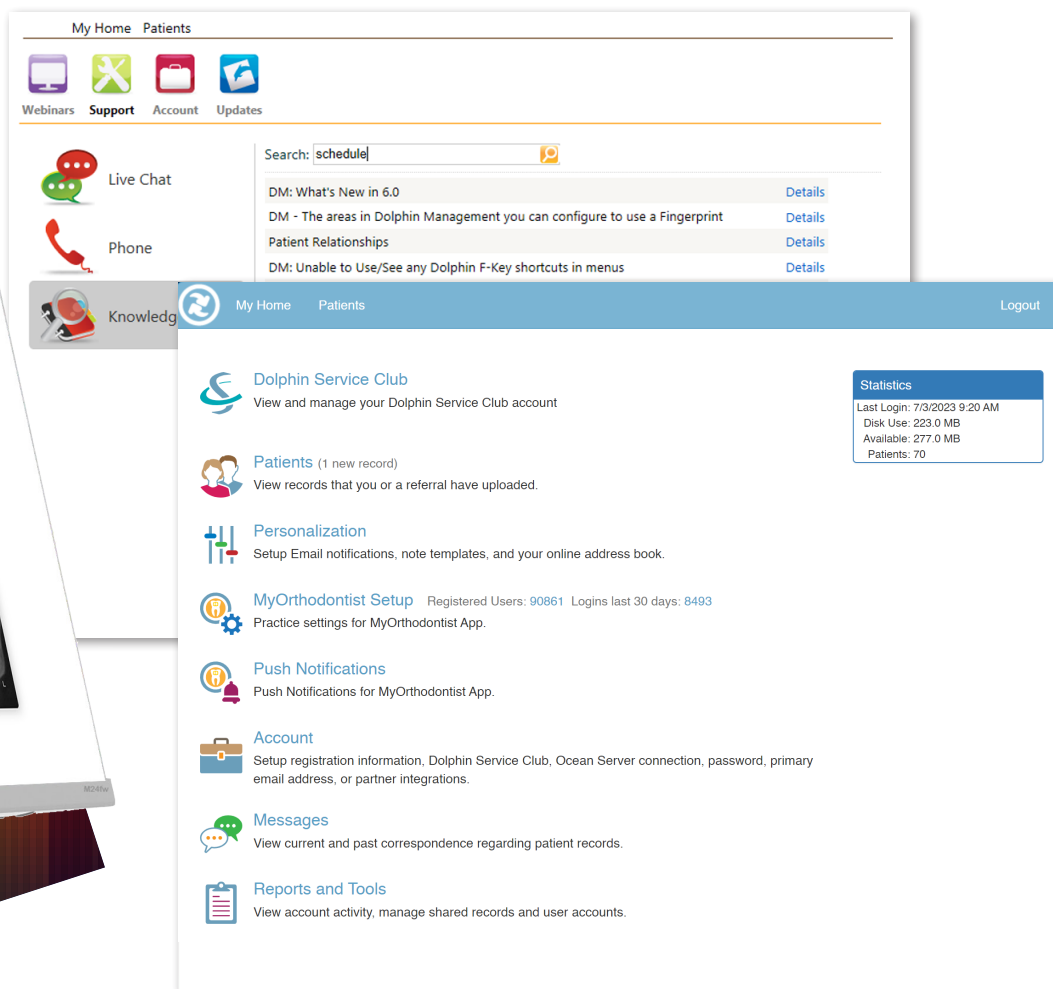 My Home Patients
Webinars Support Account Updates
Live Chat
Phone
Knowledg
Search: schedule
DM: What's New in 6.0 Details
DM - The areas in Dolphin Management you can configure to use a Fingerprint Details
Patient Relationships Details
DM: Unable to Use/See any Dolphin F-Key shortcuts in menus Details
My Home Patients Logout
Dolphin Service Club
View and manage your Dolphin Service Club account
Statistics
Last Login: 7/3/2023 9:20 AM
Disk Use: 223.0 MB
Available: 277.0 MB
Patients: 70
Patients (1 new record)
View records that you or a referral have uploaded.
Personalization
Setup Email notifications, note templates, and your online address book.
MyOrthodontist Setup Registered Users: 90861 Logins last 30 days: 8493
Practice settings for MyOrthodontist App.
Push Notifications
Push Notifications for MyOrthodontist App.
Account
Setup registration information, Dolphin Service Club, Ocean Server connection, password, primary
email address, or partner integrations.
Messages
View current and past correspondence regarding patient records.
Reports and Tools
View account activity, manage shared records and user accounts.